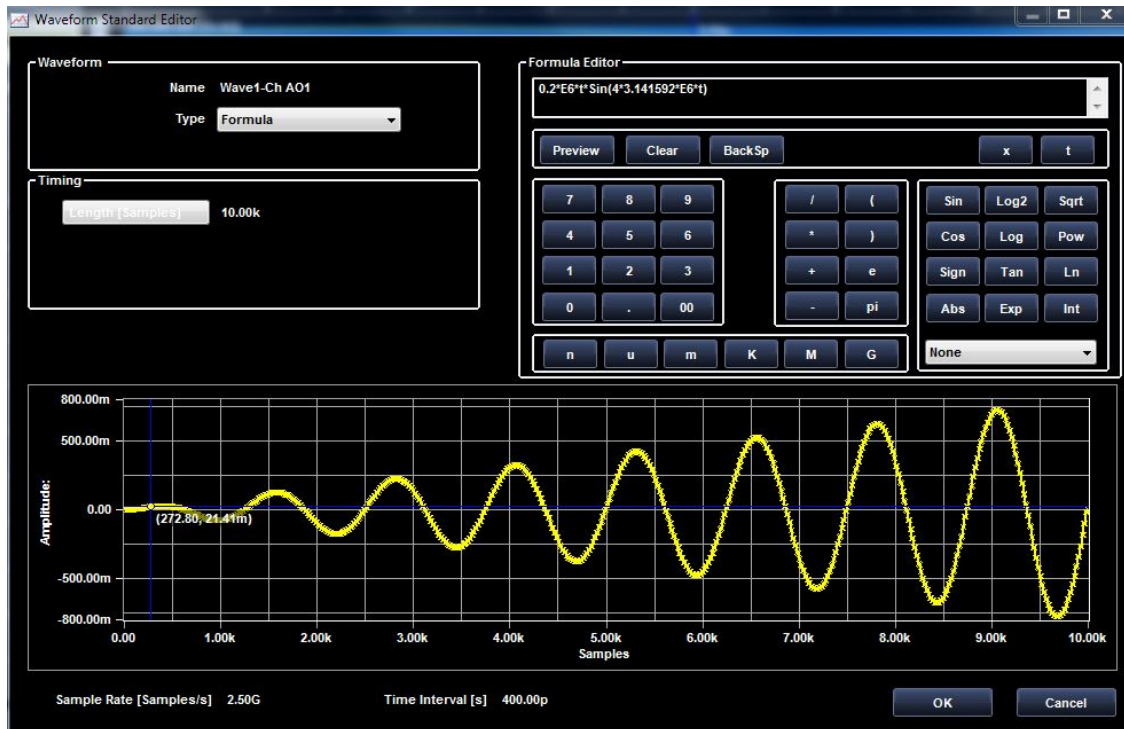 Waveform Standard Editor
Waveform
Name Wave1-Ch AO1
Type Formula
Timing
Length [Samples] 10.00k
Formula Editor
0.2*E6*t*Sin(4*3.141592*E6*t)
Preview Clear BackSp x t
7 8 9 / ( Sin Log2 Sqrt
4 5 6 * ) Cos Log Pow
1 2 3 + e Sign Tan Ln
0 . 00 - pi Abs Exp Int
n u m K M G None
800.00m
500.00m
0.00
-500.00m
-800.00m
Amplitude:
(272.80, 21.41m)
0.00 1.00k 2.00k 3.00k 4.00k 5.00k 6.00k 7.00k 8.00k 9.00k 10.00k
Samples
Sample Rate [Samples/s] 2.50G Time Interval [s] 400.00p OK Cancel